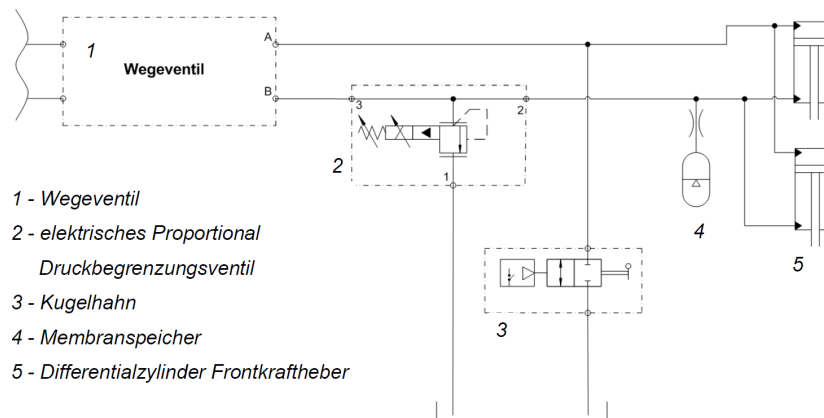 1
A
Wegeventil
B
3
2
2
1
4
5
3
1 - Wegeventil
2 - elektrisches Proportional
Druckbegrenzungsventil
3 - Kugelhahn
4 - Membranspeicher
5 - Differentialzylinder Frontkraftheber